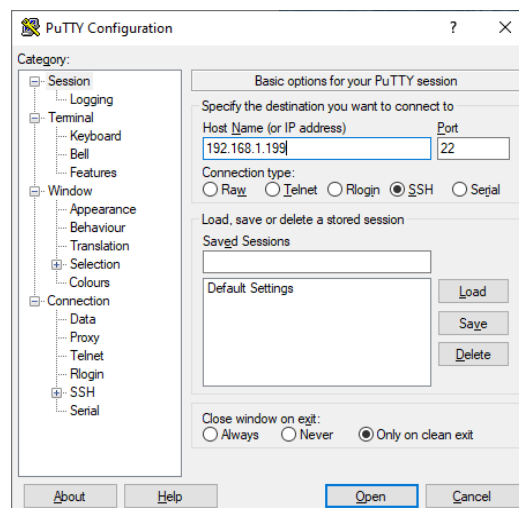 PuTTY Configuration ? ×
Category:
Session
Logging
Terminal
Keyboard
Bell
Features
Window
Appearance
Behaviour
Translation
Selection
Colours
Connection
Data
Proxy
Telnet
Rlogin
SSH
Serial
Basic options for your PuTTY session
Specify the destination you want to connect to
Host Name (or IP address) Port
192.168.1.199 22
Connection type:
Raw Telnet Rlogin SSH Serial
Load, save or delete a stored session
Saved Sessions
Default Settings
Load
Save
Delete
Close window on exit:
Always Never Only on clean exit
About Help Open Cancel